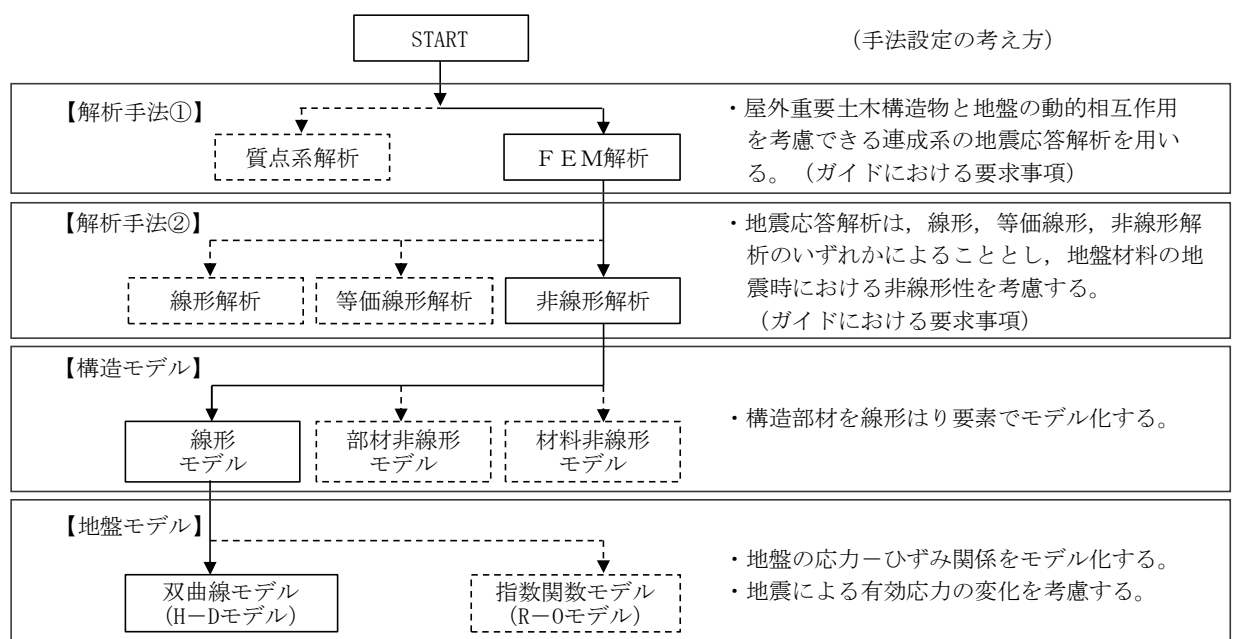 START
(手法設定の考え方)
【解析手法①】
質点系解析
ＦＥＭ解析
・屋外重要土木構造物と地盤の動的相互作用
を考慮できる連成系の地震応答解析を用い
る。（ガイドにおける要求事項）
【解析手法②】
線形解析
等価線形解析
非線形解析
・地震応答解析は，線形，等価線形，非線形解
析のいずれかによることとし，地盤材料の地
震時における非線形性を考慮する。
（ガイドにおける要求事項）
【構造モデル】
線形
モデル
部材非線形
モデル
材料非線形
モデル
・構造部材を線形はり要素でモデル化する。
【地盤モデル】
双曲線モデル
(H－Dモデル)
指数関数モデル
(R－Oモデル)
・地盤の応力－ひずみ関係をモデル化する。
・地震による有効応力の変化を考慮する。